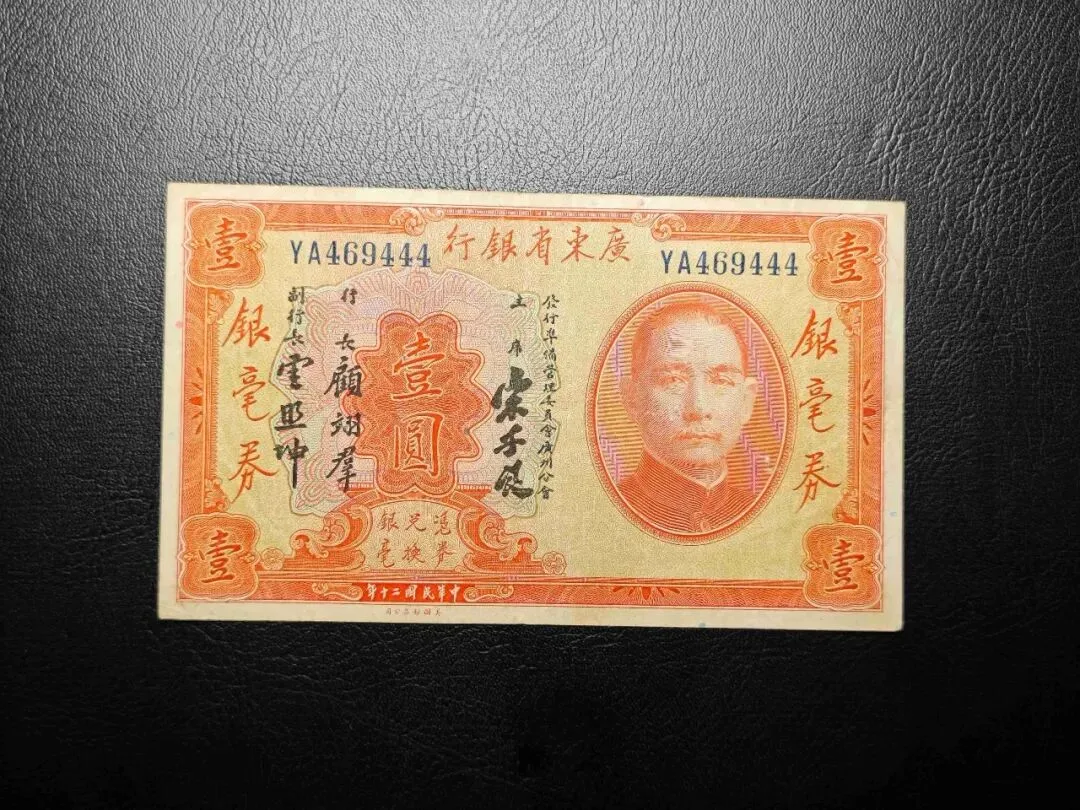 廣東省銀行
YA469444
YA469444
壹
壹
銀毫券
銀毫券
發行準備管理委員會廣州分會
主席
宋子良
壹圓
行長
顧翊羣
副行長
雲照坤
憑券
兌換
銀毫
壹
壹
中華民國二十年